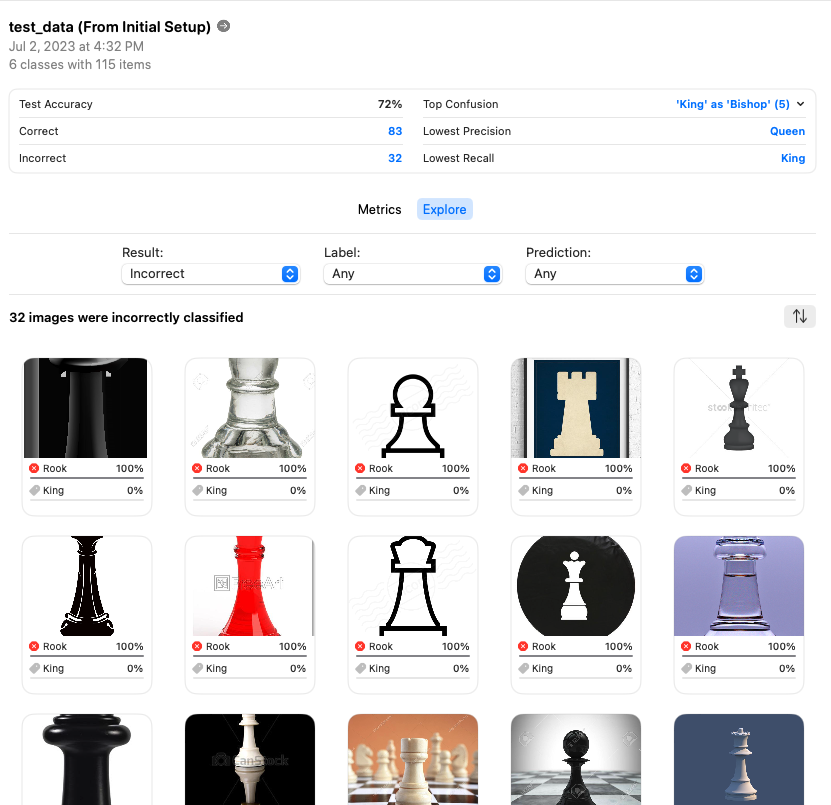 test_data (From Initial Setup)
Jul 2, 2023 at 4:32 PM
6 classes with 115 items
Test Accuracy 72% Top Confusion 'King' as 'Bishop' (5)
Correct 83 Lowest Precision Queen
Incorrect 32 Lowest Recall King
Metrics Explore
Result: Label: Prediction:
Incorrect Any Any
32 images were incorrectly classified
Rook 100% Rook 100% Rook 100% Rook 100% Rook 100%
King 0% King 0% King 0% King 0% King 0%
Rook 100% Rook 100% Rook 100% Rook 100% Rook 100%
King 0% King 0% King 0% King 0% King 0%
CanStock